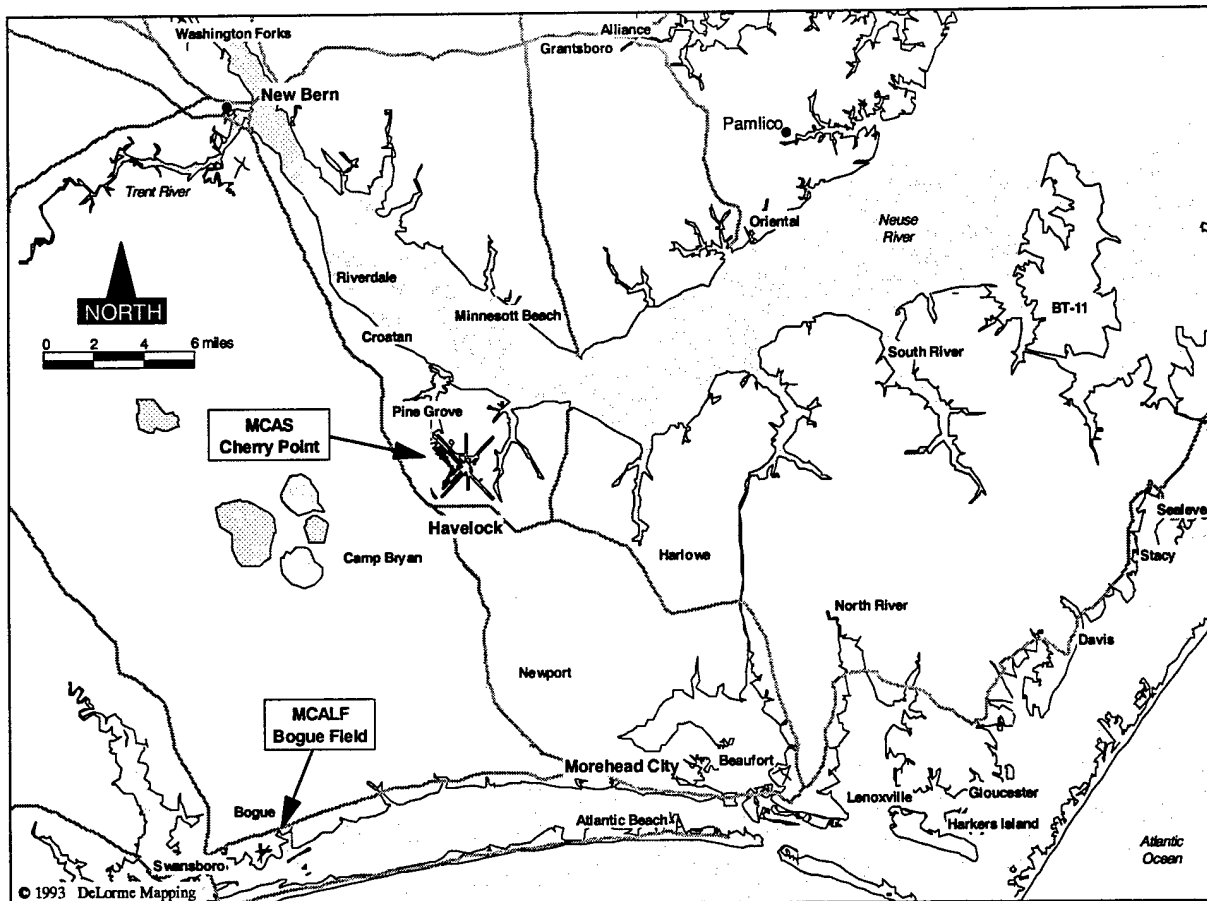 Washington Forks
Alliance
Grantsboro
New Bern
Pamlico
Trent River
Oriental
Neuse
River
Riverdale
NORTH
Minnesott Beach
BT-11
0 2 4 6 miles
Croatan
South River
MCAS
Cherry Point
Pine Grove
Havelock
Sealeve
Camp Bryan
Harlowe
Stacy
North River
Davis
Newport
MCALF
Bogue Field
Morehead City
Beaufort
Lenoxville
Gloucester
Bogue
Atlantic Beach
Harkers Island
Atlantic
Ocean
Swansboro
© 1993 DeLorme Mapping